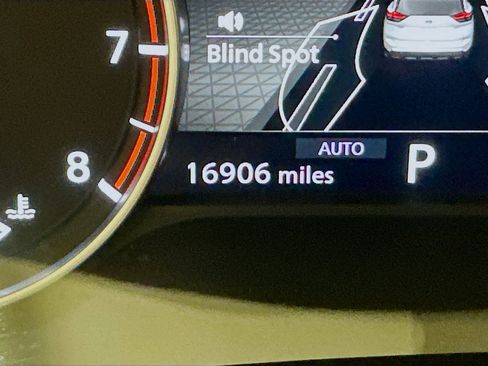 7
Blind Spot
8
AUTO
16906 miles
P